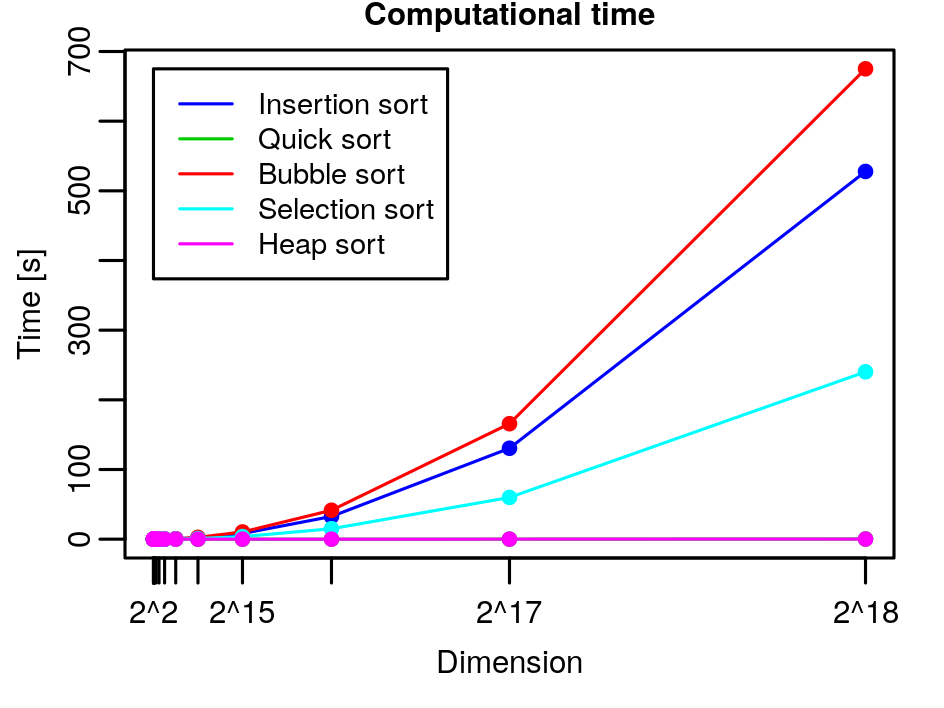 Computational time
700
500
300
100
0
Time [s]
Insertion sort
Quick sort
Bubble sort
Selection sort
Heap sort
2^2 2^15 2^17 2^18
Dimension